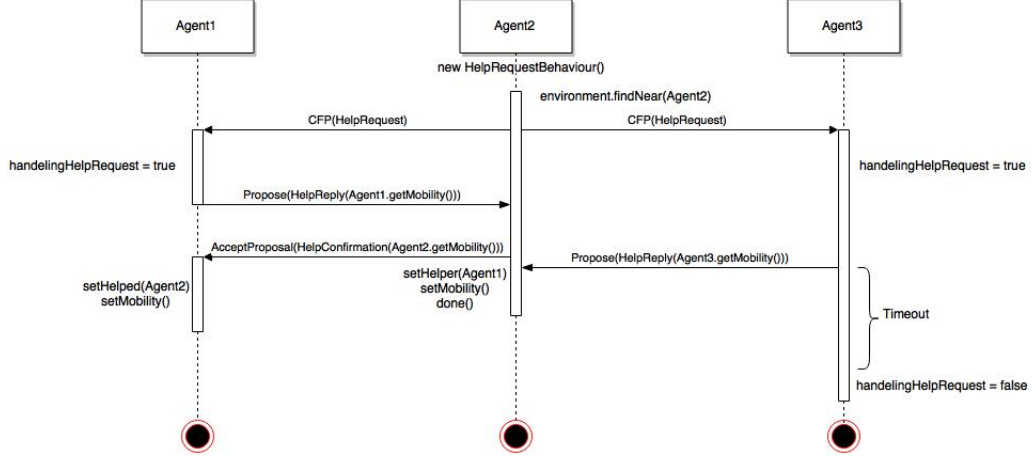 Agent1
Agent2
Agent3
new HelpRequestBehaviour()
environment.findNear(Agent2)
CFP(HelpRequest)
CFP(HelpRequest)
handelingHelpRequest = true
handelingHelpRequest = true
Propose(HelpReply(Agent1.getMobility()))
AcceptProposal(HelpConfirmation(Agent2.getMobility()))
Propose(HelpReply(Agent3.getMobility()))
setHelped(Agent2)
setMobility()
setHelper(Agent1)
setMobility()
done()
Timeout
handelingHelpRequest = false